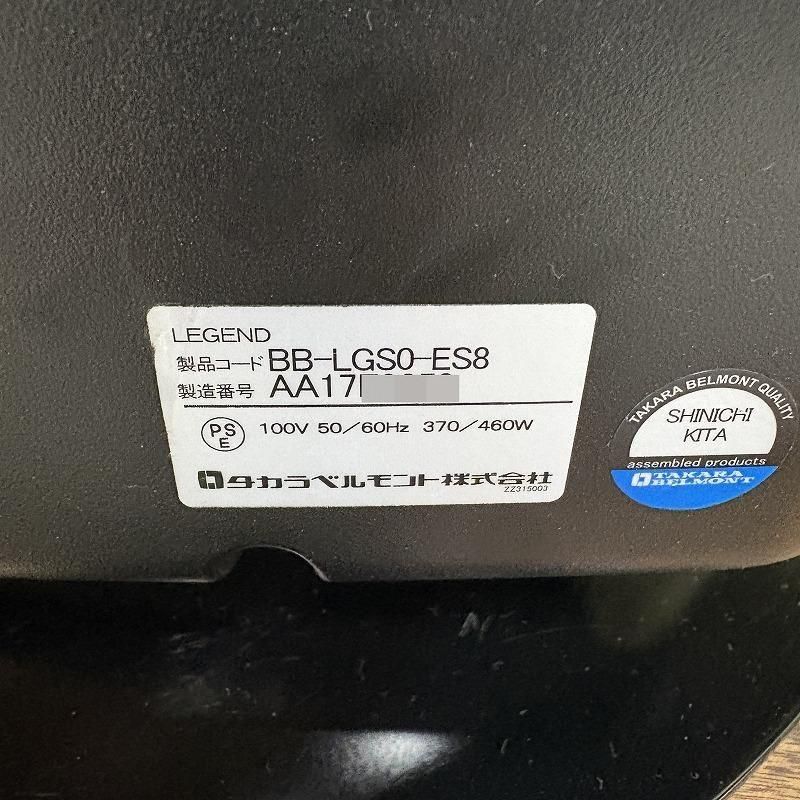 LEGEND
製品コード BB-LGS0-ES8
製造番号 AA17
PS
E
100V 50/60Hz 370/460W
タカラベルモント株式会社
ZZ315003
TAKARA BELMONT QUALITY
SHINICHI
KITA
assembled products
TAKARA
BELMONT